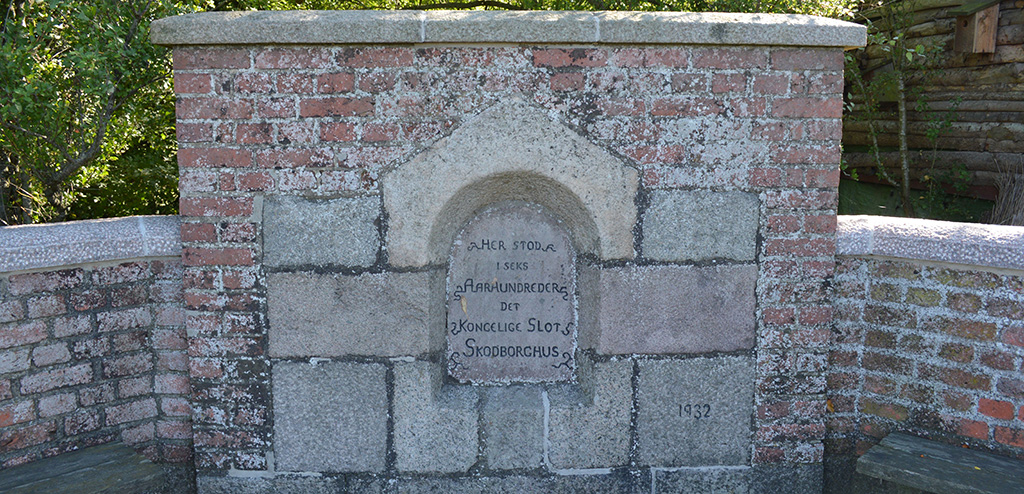 Her stod
i seks
Aarhundreder
det
Kongelige Slot
Skodborghus
1932